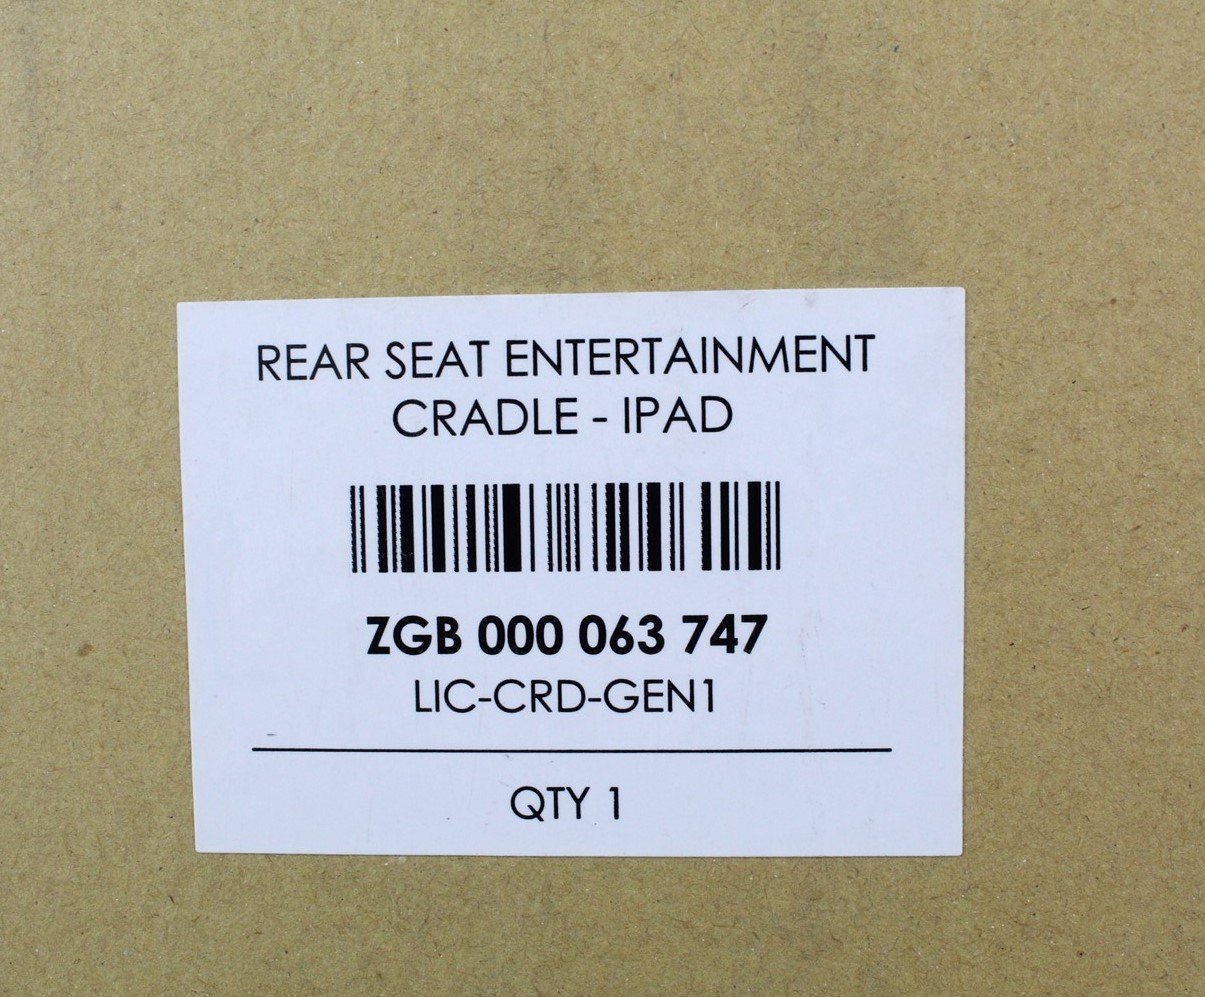 REAR SEAT ENTERTAINMENT
CRADLE - IPAD
ZGB 000 063 747
LIC-CRD-GEN1
QTY 1